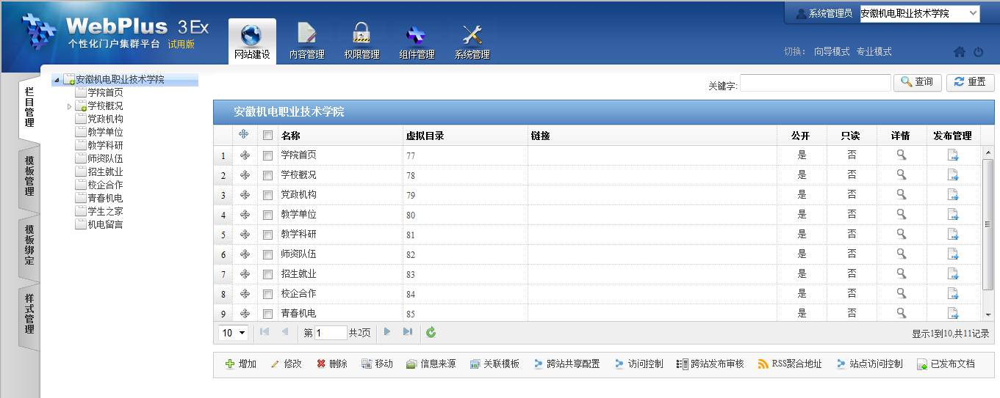 WebPlus 3Ex
个性化门户集群平台 试用版
网站建设 内容管理 权限管理 组件管理 系统管理
系统管理员 安徽机电职业技术学院
切换: 向导模式 专业模式
栏目管理
模板管理
模板绑定
样式管理
安徽机电职业技术学院
学院首页
学校概况
党政机构
教学单位
教学科研
师资队伍
招生就业
校企合作
青春机电
学生之家
机电留言
关键字: 查询 重置
安徽机电职业技术学院
名称 虚拟目录 链接 公开 只读 详情 发布管理
1 学院首页 77 是 否
2 学校概况 78 是 否
3 党政机构 79 是 否
4 教学单位 80 是 否
5 教学科研 81 是 否
6 师资队伍 82 是 否
7 招生就业 83 是 否
8 校企合作 84 是 否
9 青春机电 85 是 否
10 第 1 共2页 显示1到10,共11记录
增加 修改 删除 移动 信息来源 关联模板 跨站共享配置 访问控制 跨站发布审核 RSS聚合地址 站点访问控制 已发布文档